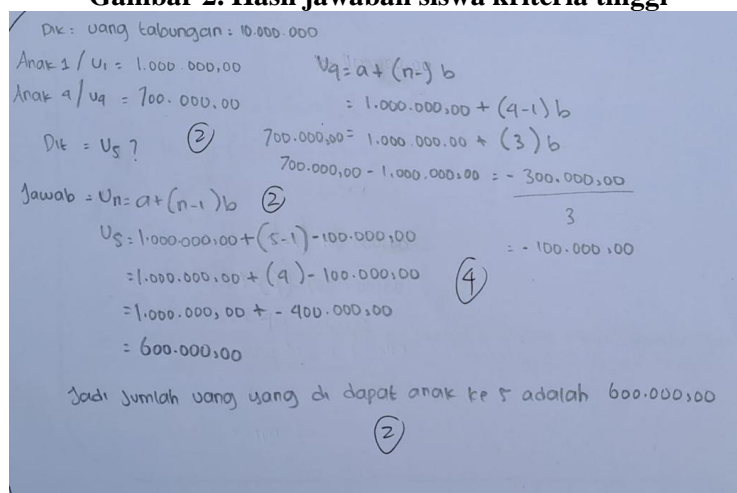 Gambar 2. Hasil jawaban siswa kriteria tinggi
Dik: uang tabungan: 10.000.000
Anak 1 / U1 = 1.000.000,00
Anak 4 / U4 = 700.000.00
Dit = U5 ? ②
U4 = a + (n-1) b
= 1.000.000,00 + (4-1) b
700.000,00 = 1.000.000.00 + (3) b
700.000,00 - 1.000.000,00 = - 300.000,00
3
= - 100.000,00
Jawab = Un = a + (n-1) b ②
U5 = 1.000.000,00 + (5-1) - 100.000,00
= 1.000.000,00 + (4) - 100.000,00 ④
= 1.000.000,00 + - 400.000,00
= 600.000,00
Jadi Jumlah uang yang di dapat anak ke 5 adalah 600.000,00
②